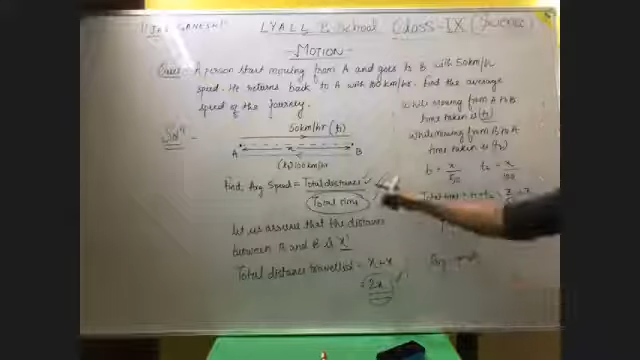 "JAI GANESH"
LYALL B School
Class-IX (Science)
MOTION
Ques:- A person start moving from A and goes to B with 50km/hr
speed. He returns back to A with 100 km/hr. Find the average
speed of the journey.
Solⁿ -
50km/hr (t₁)
A
x
B
(t₂) 100km/hr
Find Avg Speed = Total distance
Total time
Let us assume that the distance
between A and B is x'
Total distance travelled = x+x
= 2x
while moving from A to B
time taken is (t₁)
while moving from B to A
time taken is (t₂)
t₁ = x/50 t₂ = x/100
Total time = t₁+t₂ = x/50 + x